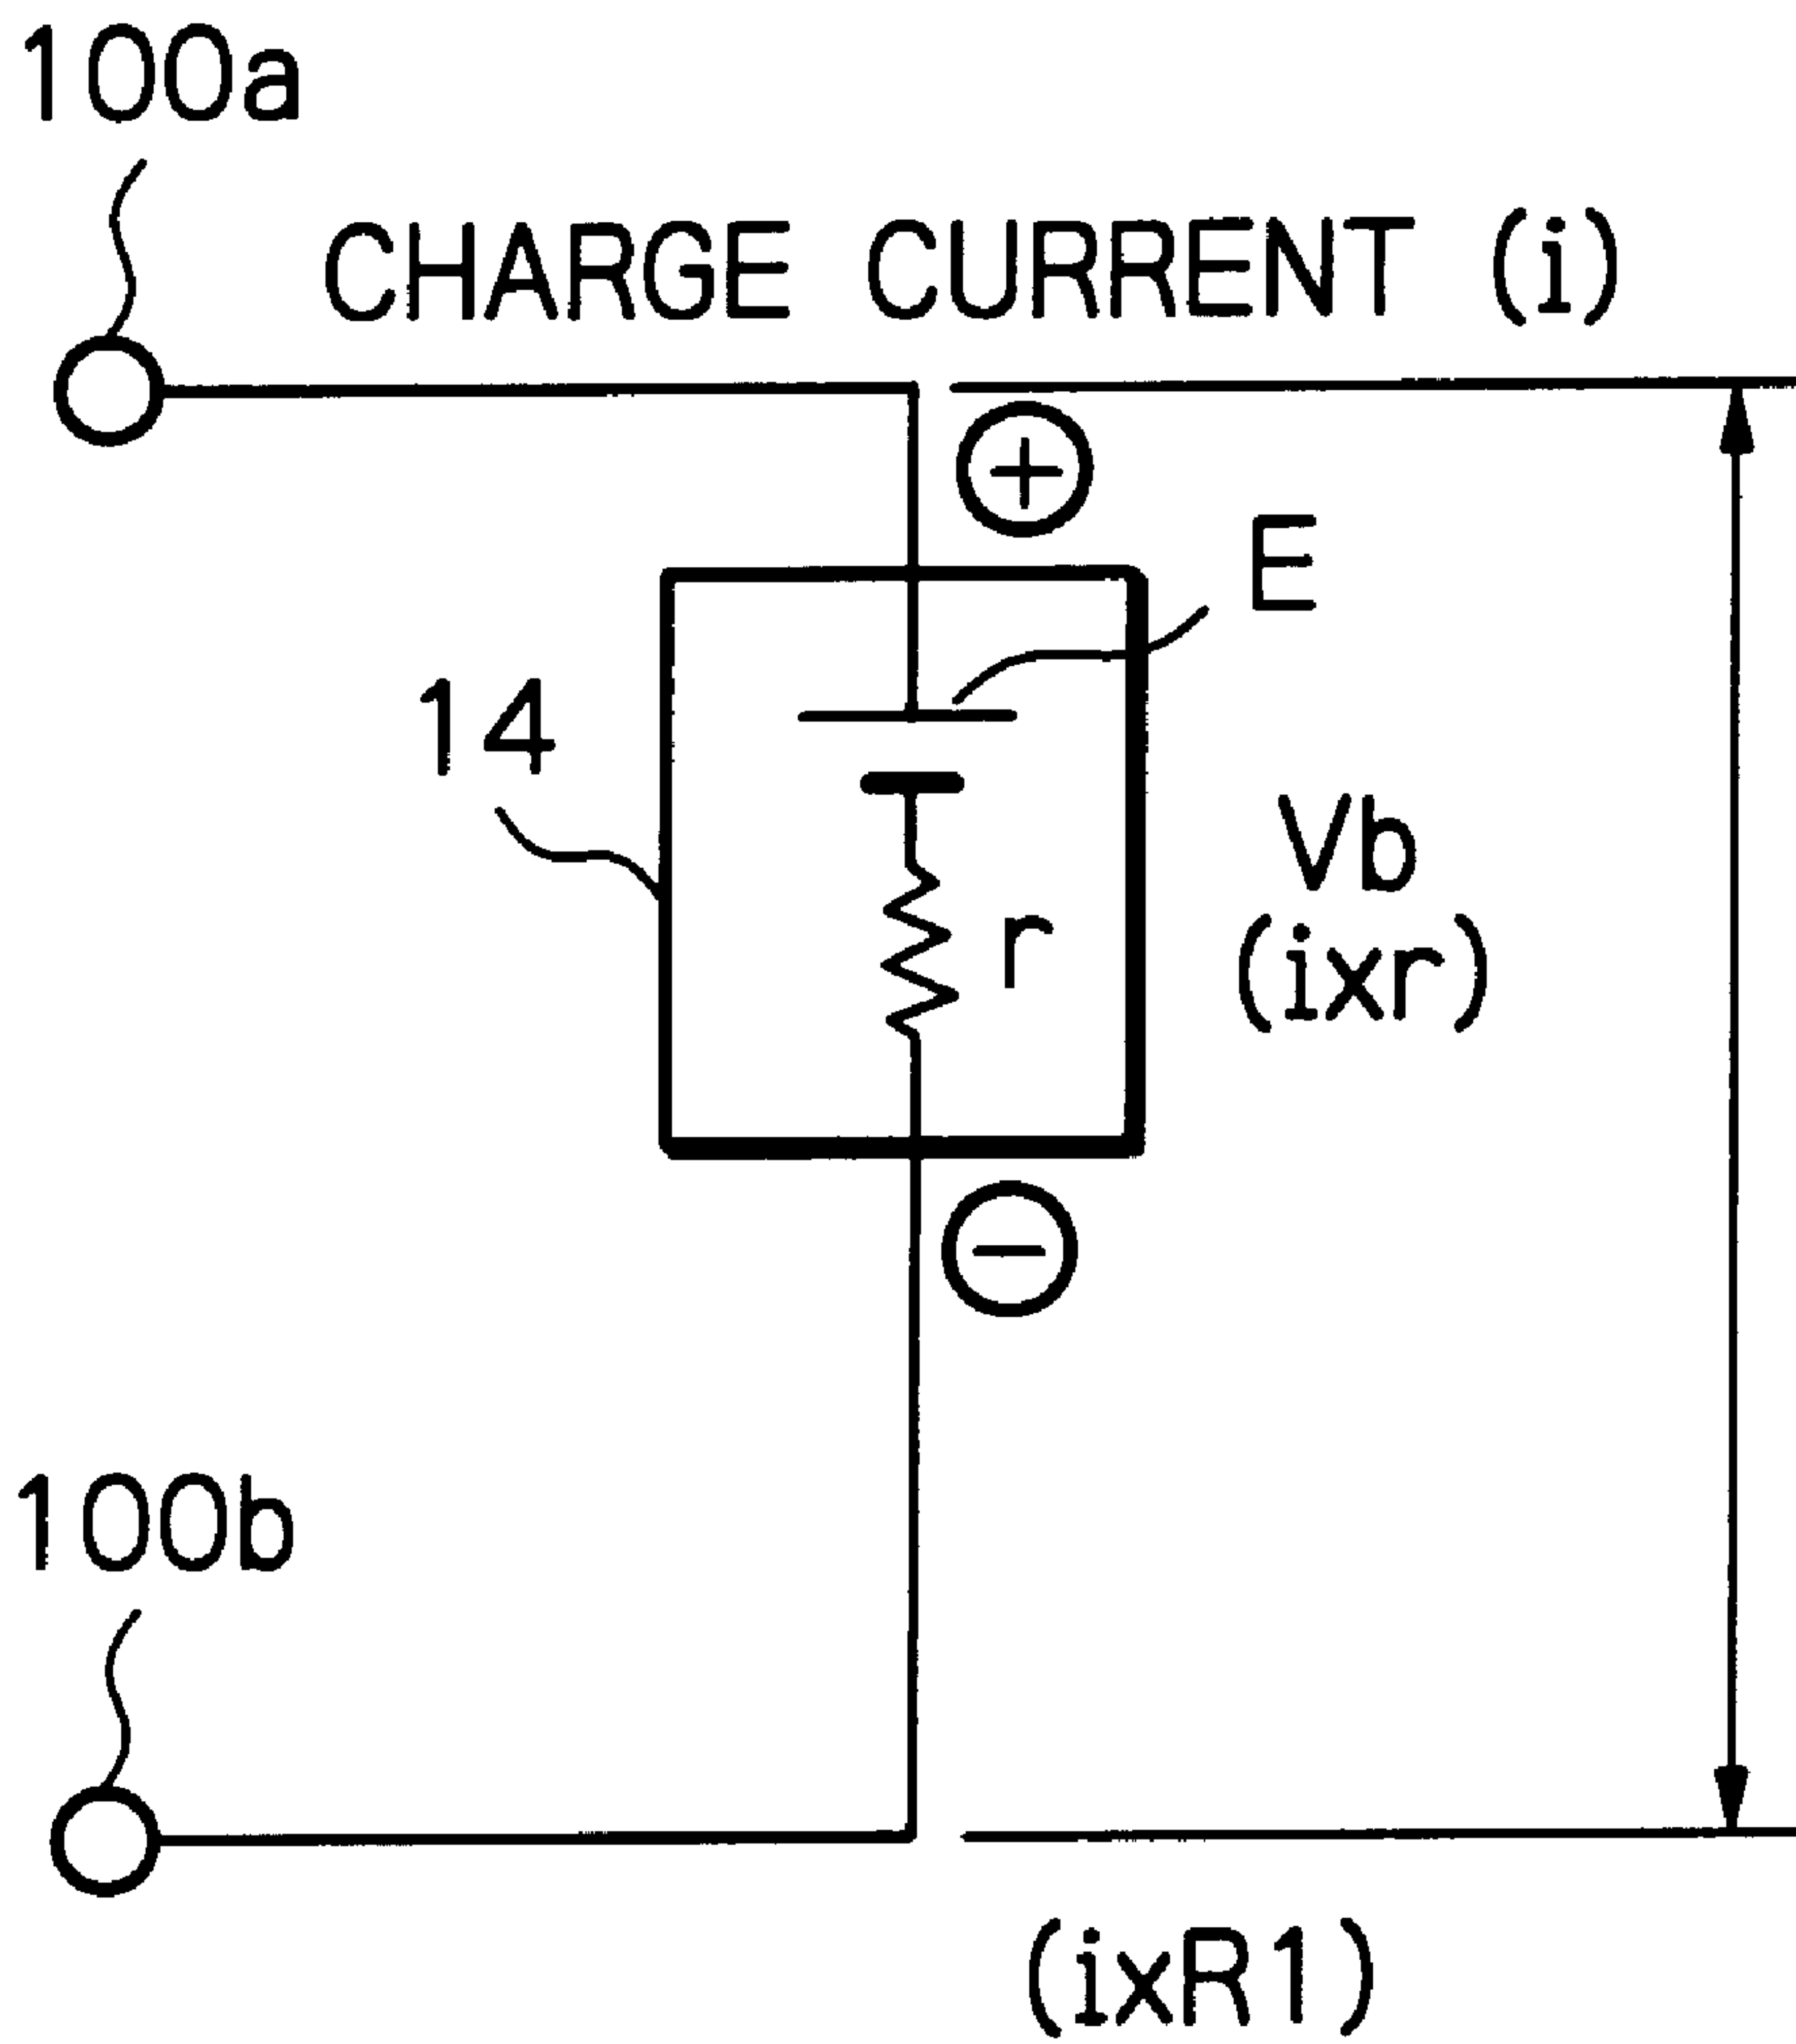 100a
CHARGE CURRENT (i)
+
E
14
Vb
(ixr)
r
−
100b
(ixR1)